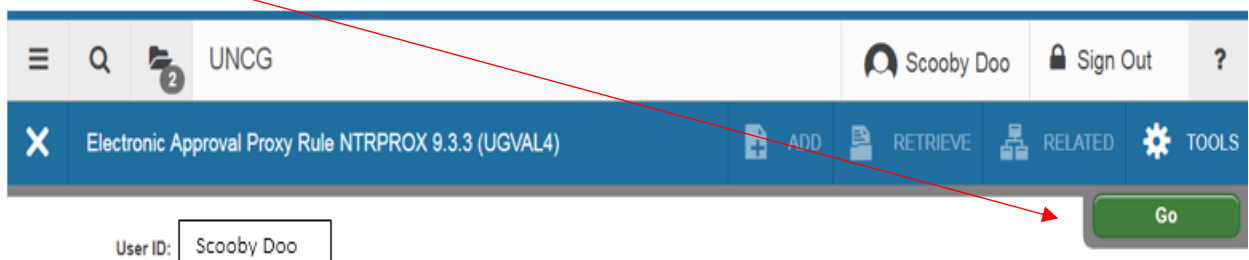 2 UNCG Scooby Doo Sign Out ?
Electronic Approval Proxy Rule NTRPROX 9.3.3 (UGVAL4) ADD RETRIEVE RELATED TOOLS
Go
User ID: Scooby Doo